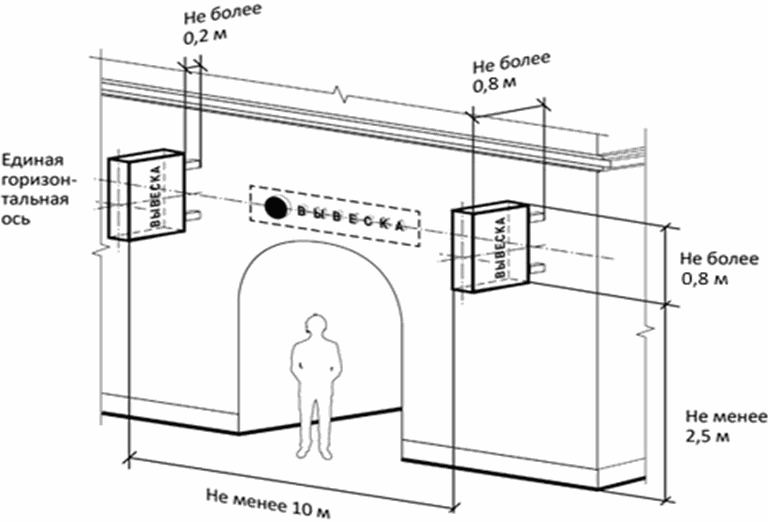 Не более
0,2 м
Не более
0,8 м
Единая
горизон-
тальная
ось
ВЫВЕСКА
ВЫВЕСКА
ВЫВЕСКА
Не более
0,8 м
Не менее
2,5 м
Не менее 10 м